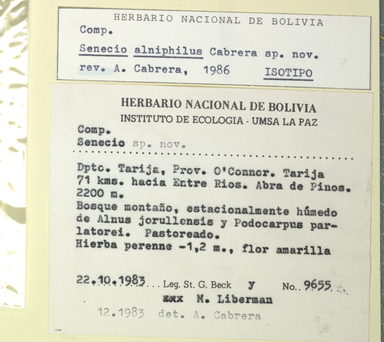 HERBARIO NACIONAL DE BOLIVIA
Comp.
Senecio alniphilus Cabrera sp. nov.
rev. A. Cabrera, 1986 ISOTIPO
HERBARIO NACIONAL DE BOLIVIA
INSTITUTO DE ECOLOGIA - UMSA LA PAZ
Comp.
Senecio sp. nov.
Dpto. Tarija, Prov. O'Connor. Tarija
71 kms. hacia Entre Rios. Abra de Pinos.
2200 m.
Bosque montaño, estacionalmente húmedo
de Alnus jorullensis y Podocarpus par-
latorei. Pastoreado.
Hierba perenne -1,2 m., flor amarilla
22.10.1983 Leg. St. G. Beck y No. 9655
M. Liberman
12.1983 det. A. Cabrera